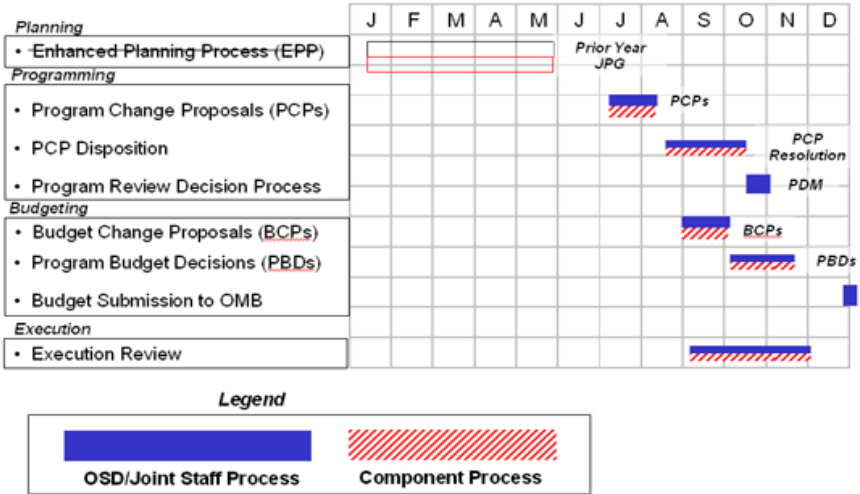 J F M A M J J A S O N D
Planning
• Enhanced Planning Process (EPP)
Prior Year
JPG
Programming
• Program Change Proposals (PCPs)
PCPs
• PCP Disposition
PCP
Resolution
• Program Review Decision Process
PDM
Budgeting
• Budget Change Proposals (BCPs)
BCPs
• Program Budget Decisions (PBDs)
PBDs
• Budget Submission to OMB
Execution
• Execution Review
Legend
OSD/Joint Staff Process
Component Process